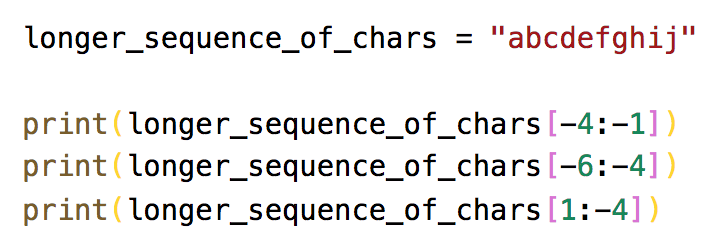 longer_sequence_of_chars = "abcdefghij"
print(longer_sequence_of_chars[-4:-1])
print(longer_sequence_of_chars[-6:-4])
print(longer_sequence_of_chars[1:-4])